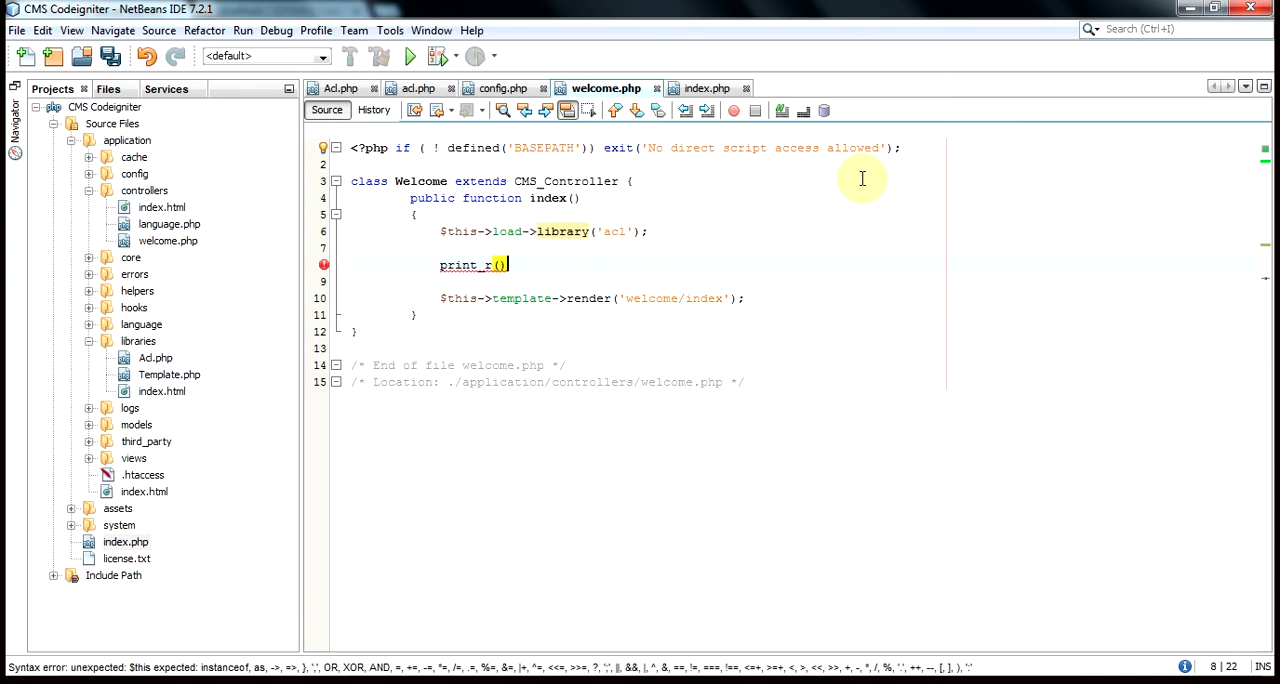 CMS Codeigniter - NetBeans IDE 7.2.1
File Edit View Navigate Source Refactor Run Debug Profile Team Tools Window Help
Search (Ctrl+I)
<default>
Projects Files Services
Acl.php acl.php config.php welcome.php index.php
Navigator
Source History
CMS Codeigniter
Source Files
application
cache
config
controllers
index.html
language.php
welcome.php
core
errors
helpers
hooks
language
libraries
Acl.php
Template.php
index.html
logs
models
third_party
views
.htaccess
index.html
assets
system
index.php
license.txt
Include Path
<?php if ( ! defined('BASEPATH')) exit('No direct script access allowed');
2
3 class Welcome extends CMS_Controller {
4 public function index()
5 {
6 $this->load->library('acl');
7
print_r()
9
10 $this->template->render('welcome/index');
11 }
12 }
13
14 /* End of file welcome.php */
15 /* Location: ./application/controllers/welcome.php */
Syntax error: unexpected: $this expected: instanceof, as, ->, =>, }, ',', OR, XOR, AND, =, +=, -=, *=, /=, .=, %=, &=, |+, ^=, <<=, >>=, ?, ';', ||, &&, |, ^, &, ==, !=, ===, !==, <=+, >=+, <, >, <<, >>, +, -, *, /, %, '.', ++, --, [, ], ), ':'
8 | 22 INS